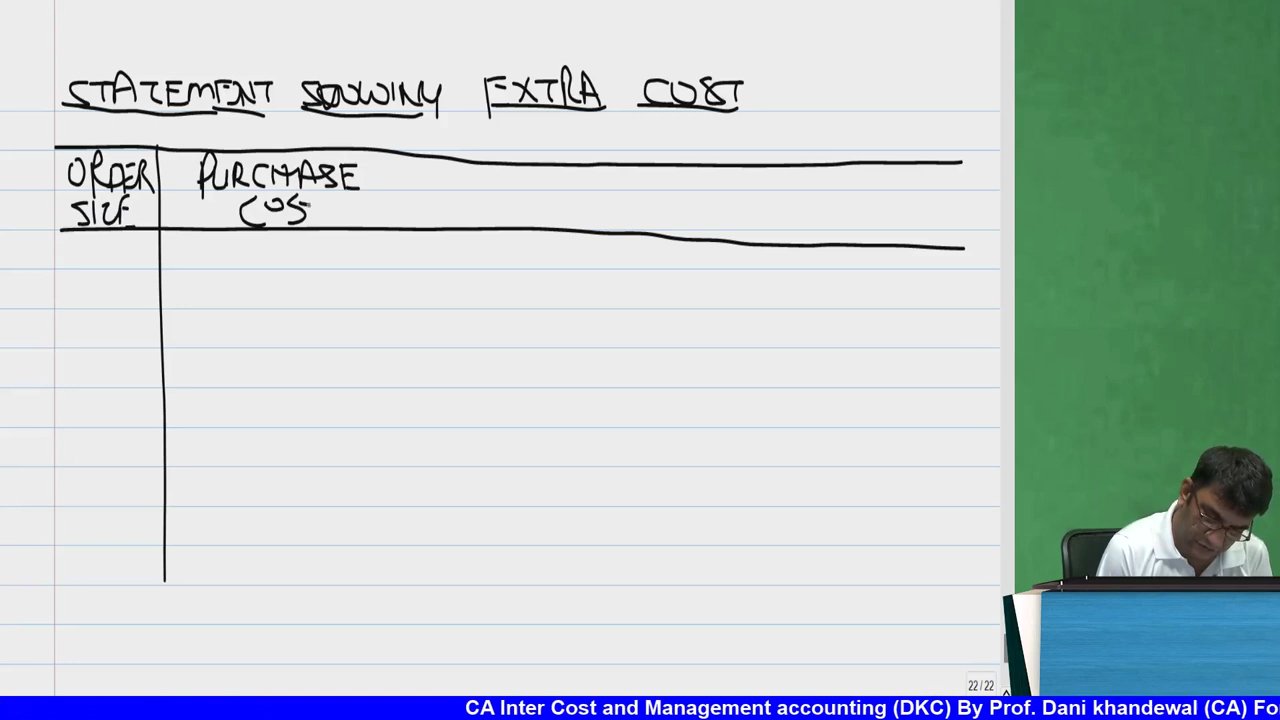 STATEMENT SHOWING EXTRA COST
ORDER SIZE
PURCHASE COS
22/22
CA Inter Cost and Management accounting (DKC) By Prof. Dani khandewal (CA) Fo